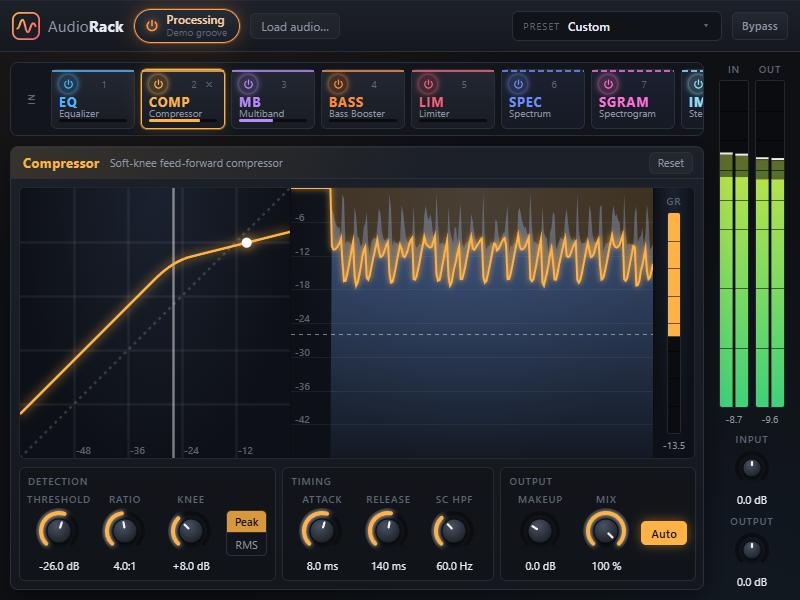 AudioRack
Processing
Demo groove
Load audio...
PRESET Custom
Bypass
IN
1
EQ
Equalizer
2 ×
COMP
Compressor
3
MB
Multiband
4
BASS
Bass Booster
5
LIM
Limiter
6
SPEC
Spectrum
7
SGRAM
Spectrogram
IM
Ste
IN OUT
Compressor Soft-knee feed-forward compressor
Reset
-48 -36 -24 -12
-6
-12
-18
-24
-30
-36
-42
GR
-13.5
-8.7 -9.6
INPUT
0.0 dB
OUTPUT
0.0 dB
DETECTION
THRESHOLD RATIO KNEE
Peak
RMS
-26.0 dB 4.0:1 +8.0 dB
TIMING
ATTACK RELEASE SC HPF
8.0 ms 140 ms 60.0 Hz
OUTPUT
MAKEUP MIX
Auto
0.0 dB 100 %